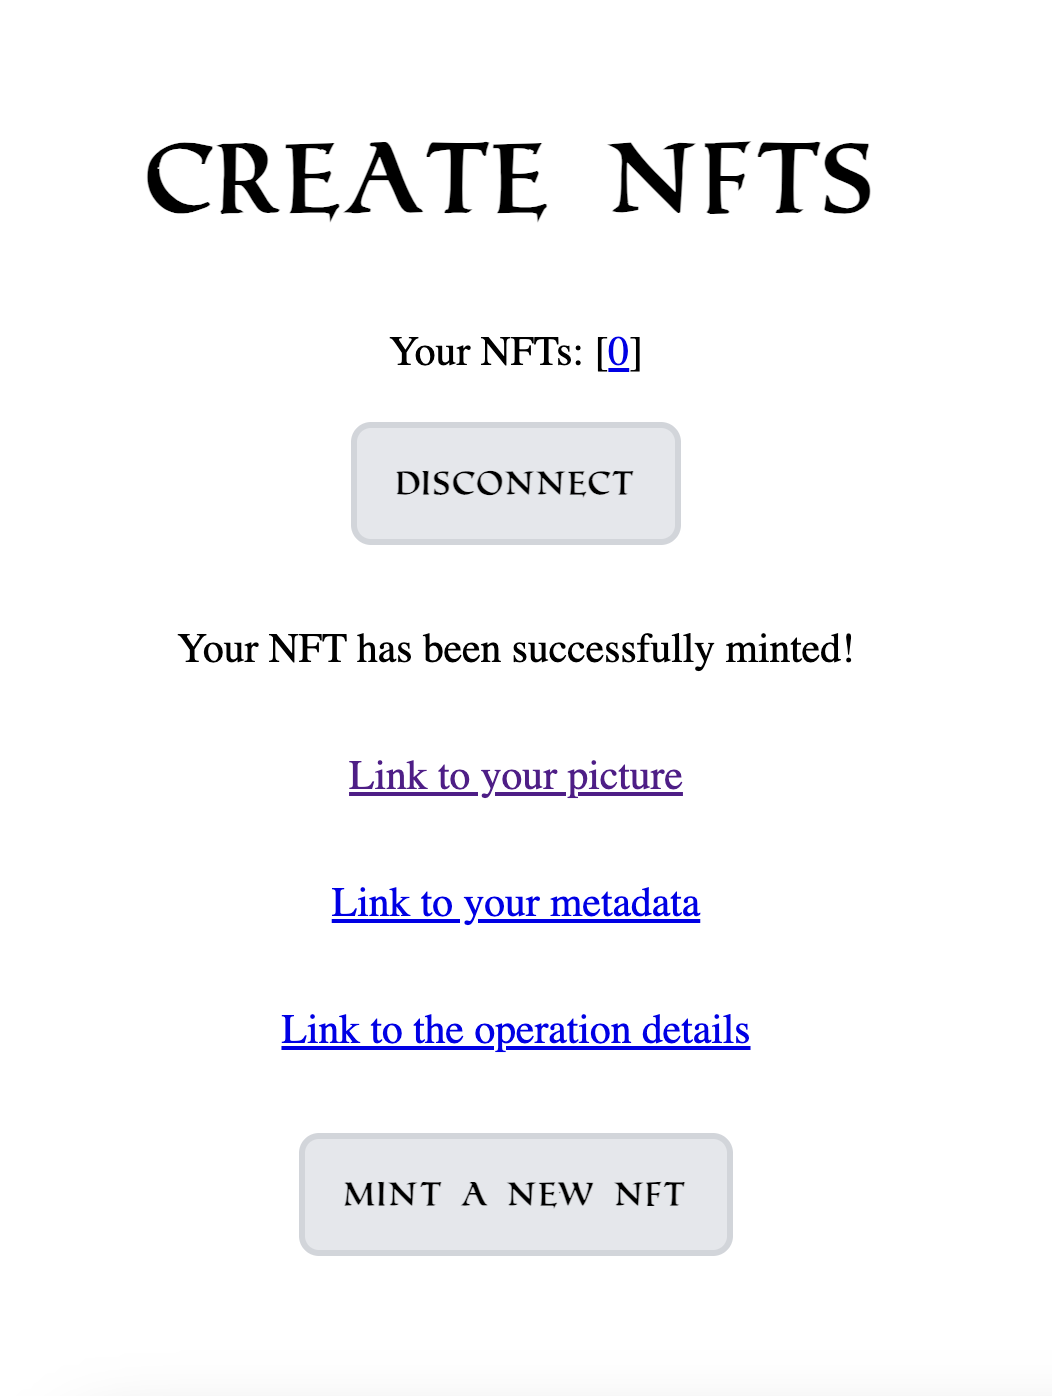 CREATE NFTS
Your NFTs: [0]
DISCONNECT
Your NFT has been successfully minted!
Link to your picture
Link to your metadata
Link to the operation details
MINT A NEW NFT